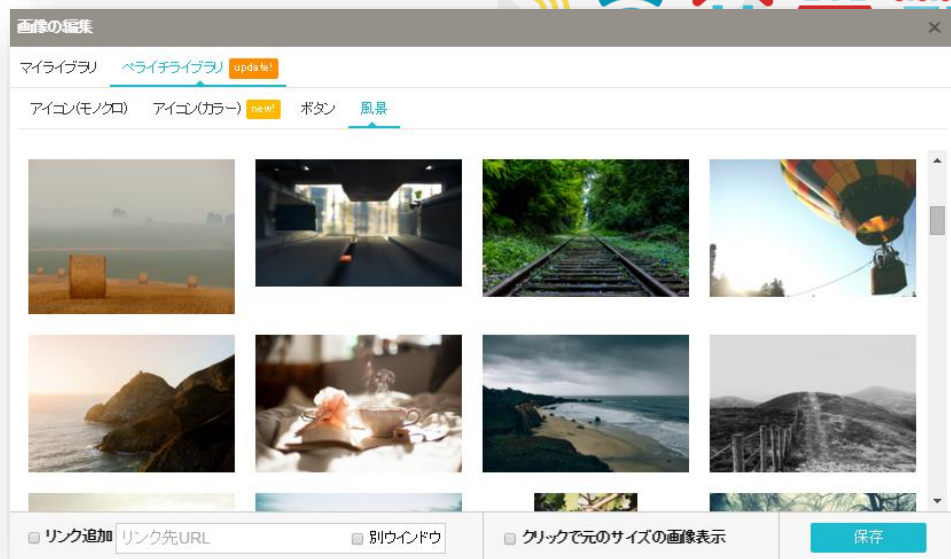 画像の編集 ×
マイライブラリ ペライチライブラリ update!
アイコン(モノクロ) アイコン(カラー) new! ボタン 風景
リンク追加 リンク先URL 別ウインドウ クリックで元のサイズの画像表示 保存